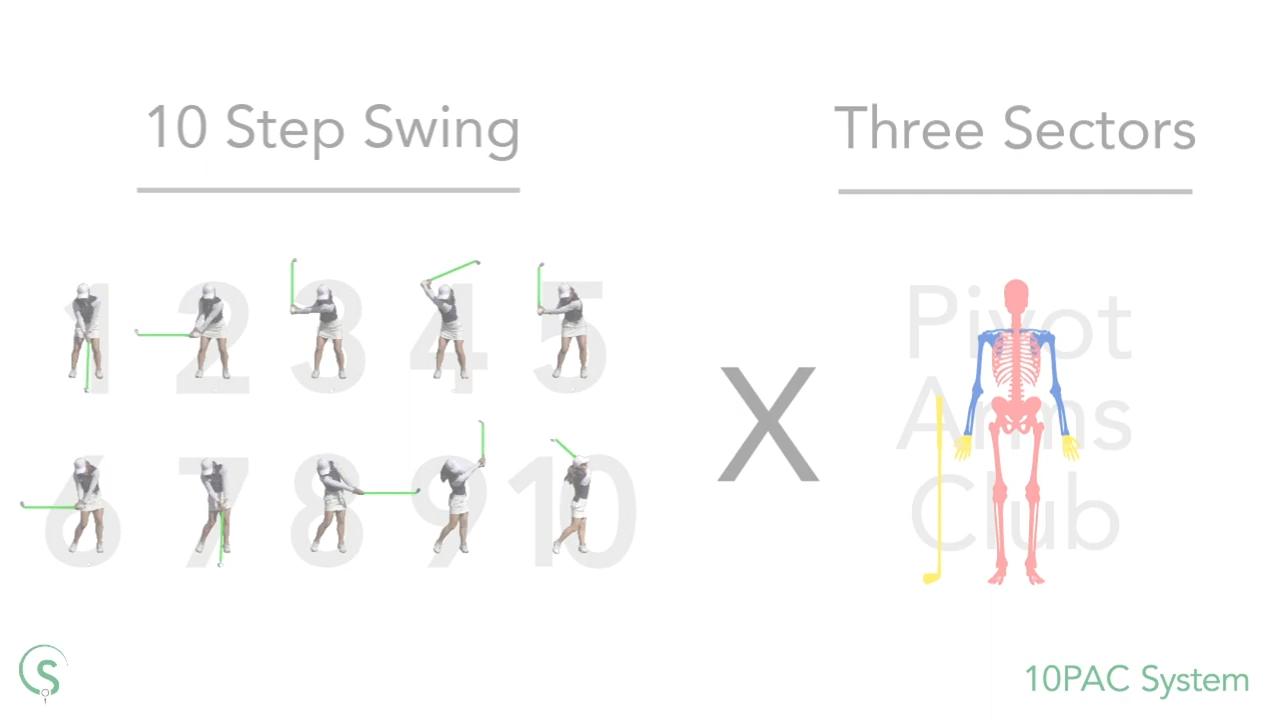 10 Step Swing
Three Sectors
1 2 3 4 5
6 7 8 9 10
X
Pivot
Arms
Club
S
10PAC System